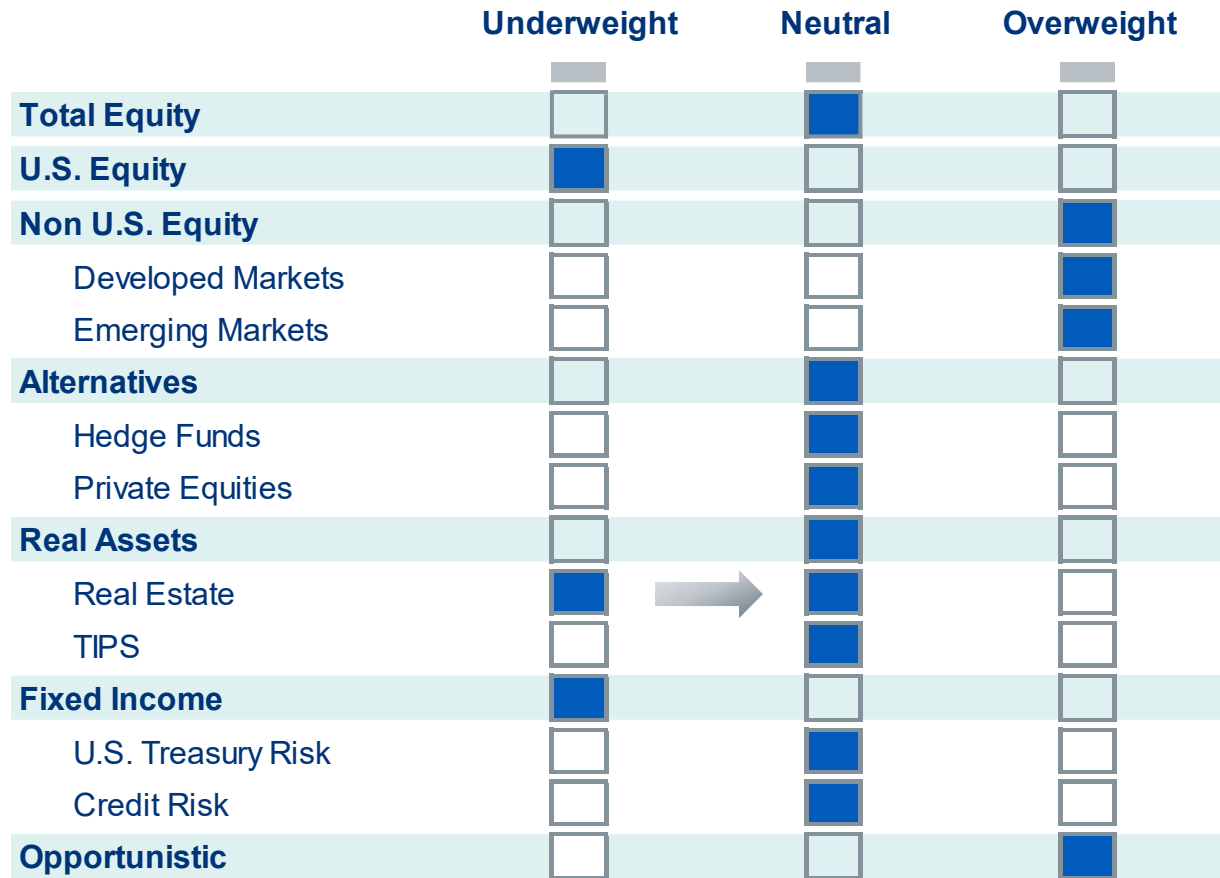 Underweight Neutral Overweight
Total Equity
U.S. Equity
Non U.S. Equity
Developed Markets
Emerging Markets
Alternatives
Hedge Funds
Private Equities
Real Assets
Real Estate
TIPS
Fixed Income
U.S. Treasury Risk
Credit Risk
Opportunistic